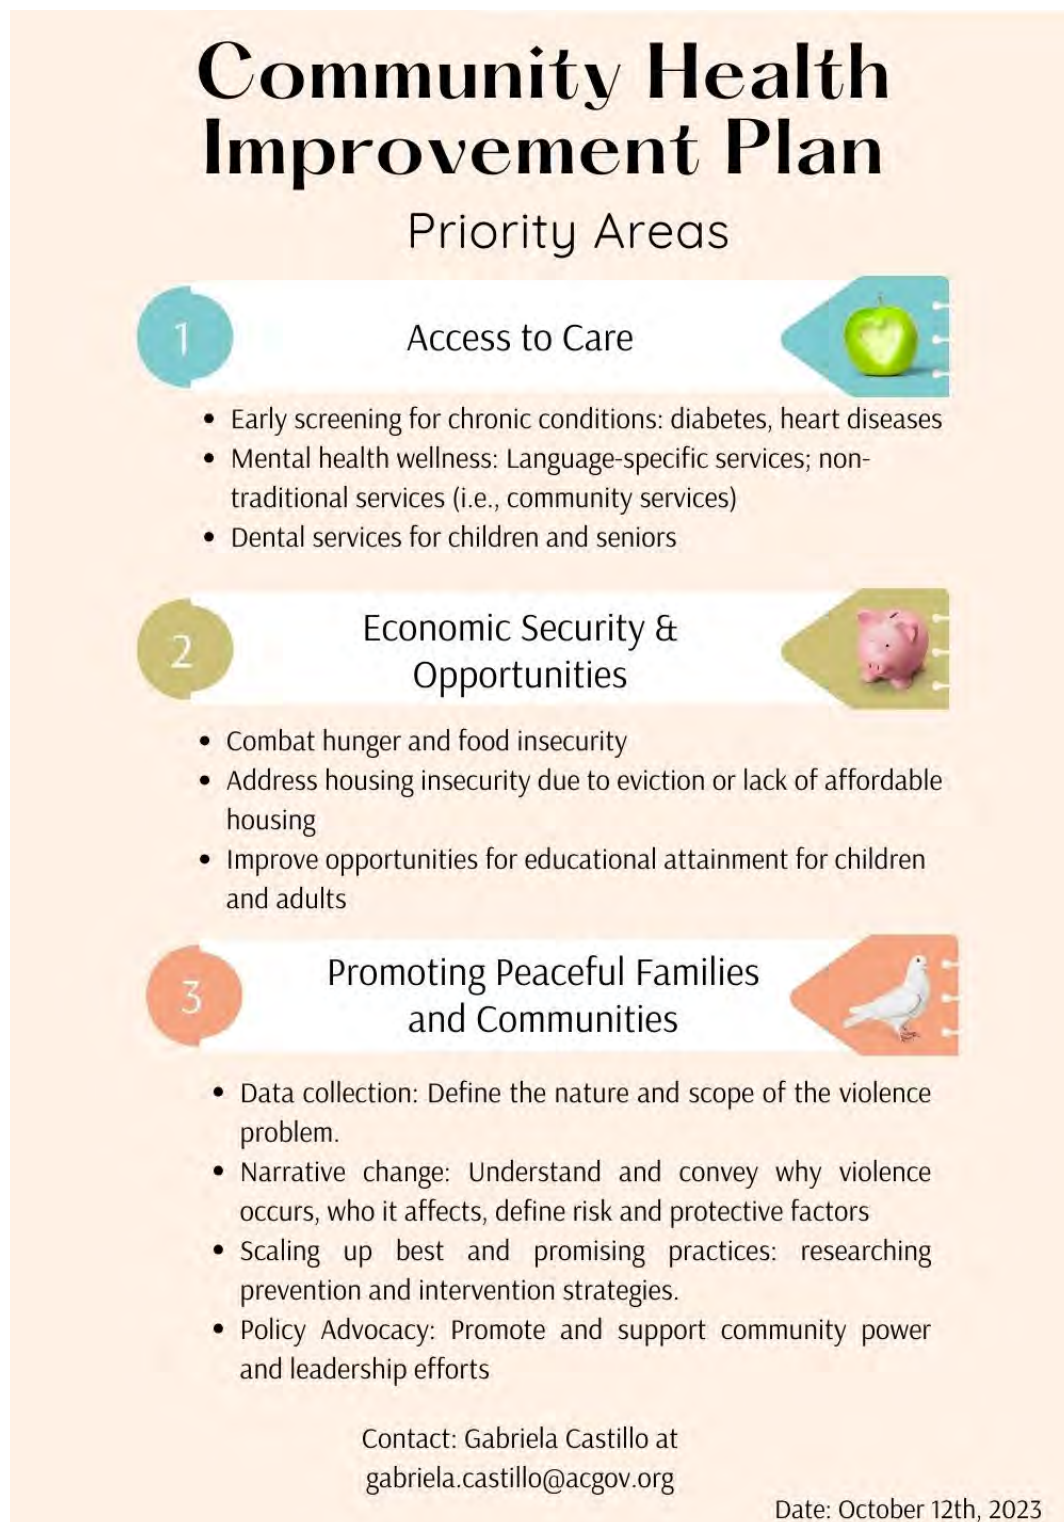 Community Health
Improvement Plan
Priority Areas
1
Access to Care
• Early screening for chronic conditions: diabetes, heart diseases
• Mental health wellness: Language-specific services; non-
traditional services (i.e., community services)
• Dental services for children and seniors
2
Economic Security &
Opportunities
• Combat hunger and food insecurity
• Address housing insecurity due to eviction or lack of affordable
housing
• Improve opportunities for educational attainment for children
and adults
3
Promoting Peaceful Families
and Communities
• Data collection: Define the nature and scope of the violence
problem.
• Narrative change: Understand and convey why violence
occurs, who it affects, define risk and protective factors
• Scaling up best and promising practices: researching
prevention and intervention strategies.
• Policy Advocacy: Promote and support community power
and leadership efforts
Contact: Gabriela Castillo at
gabriela.castillo@acgov.org
Date: October 12th, 2023